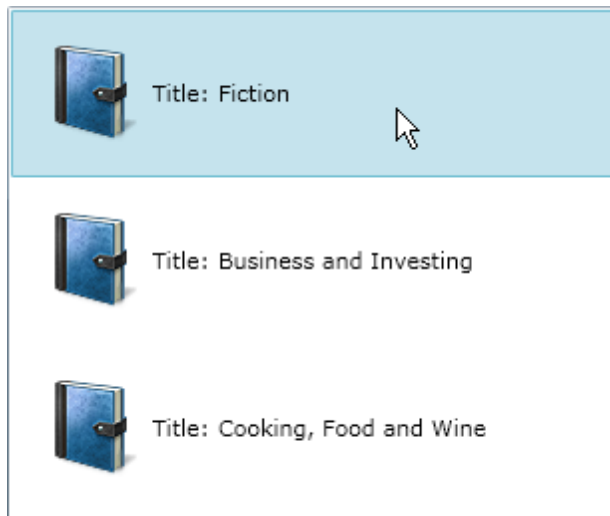 Title: Fiction
Title: Business and Investing
Title: Cooking, Food and Wine